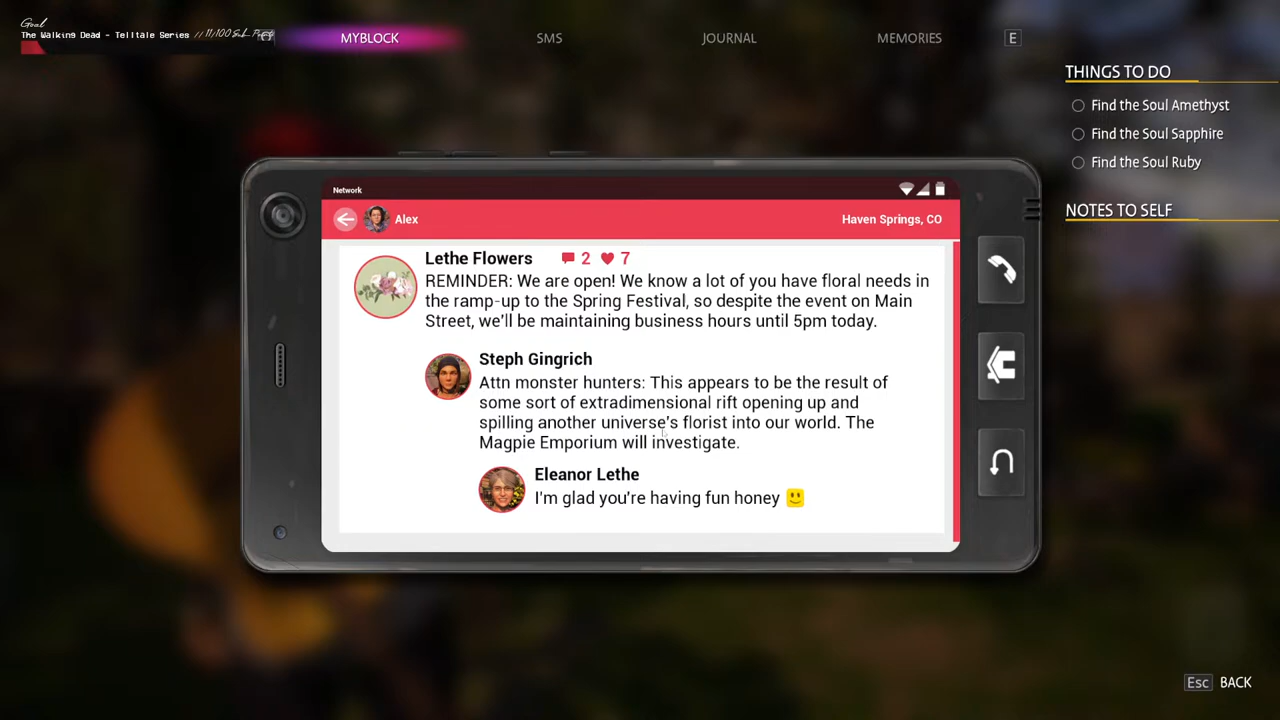 Goal
The Walking Dead - Telltale Series // 11/100
MYBLOCK
SMS
JOURNAL
MEMORIES
E
THINGS TO DO
Find the Soul Amethyst
Find the Soul Sapphire
Find the Soul Ruby
NOTES TO SELF
Network
Alex
Haven Springs, CO
Lethe Flowers 2 7
REMINDER: We are open! We know a lot of you have floral needs in
the ramp-up to the Spring Festival, so despite the event on Main
Street, we'll be maintaining business hours until 5pm today.
Steph Gingrich
Attn monster hunters: This appears to be the result of
some sort of extradimensional rift opening up and
spilling another universe's florist into our world. The
Magpie Emporium will investigate.
Eleanor Lethe
I'm glad you're having fun honey
Esc BACK